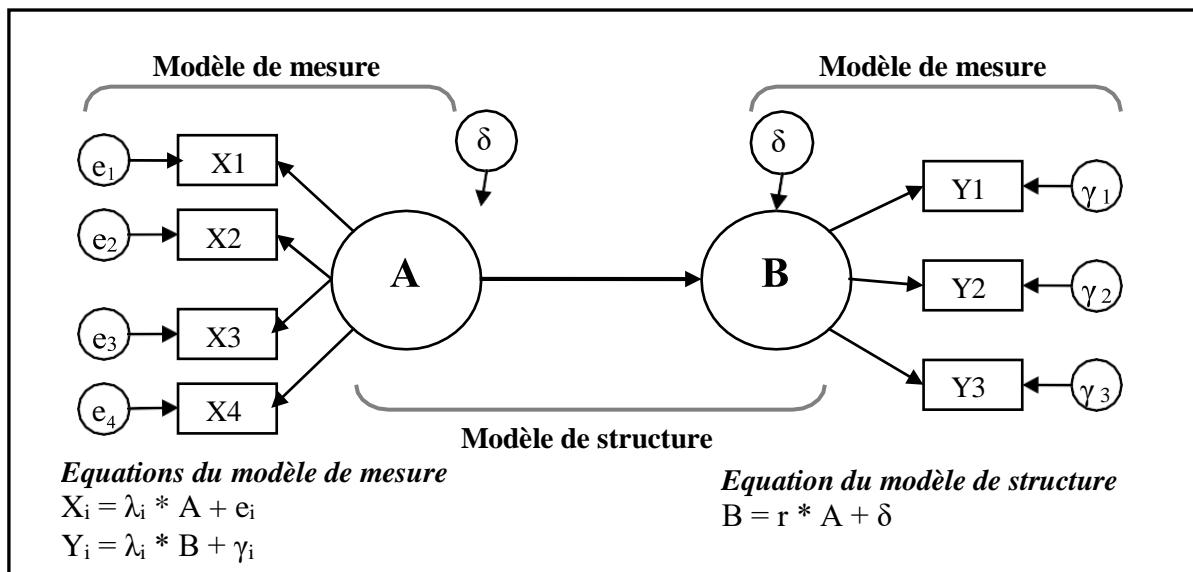 Modèle de mesure
Modèle de mesure
δ
δ
e₁
X1
Y1
γ 1
e₂
X2
A
B
Y2
γ 2
e₃
X3
Y3
γ 3
e₄
X4
Modèle de structure
Equations du modèle de mesure
Xᵢ = λᵢ * A + eᵢ
Yᵢ = λᵢ * B + γᵢ
Equation du modèle de structure
B = r * A + δ